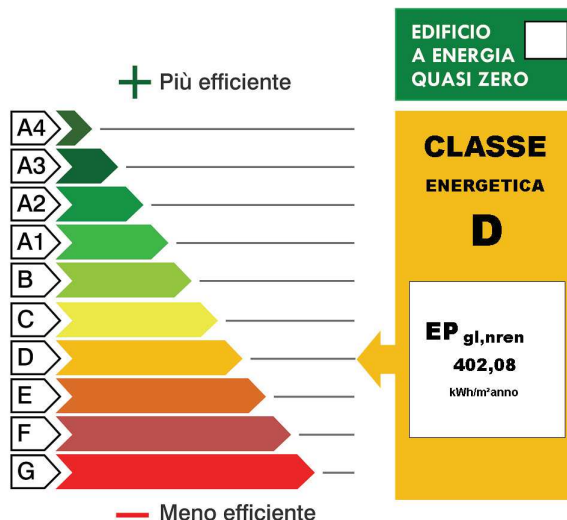 EDIFICIO
A ENERGIA
QUASI ZERO
+ Più efficiente
A4
A3
A2
A1
B
C
D
E
F
G
— Meno efficiente
CLASSE
ENERGETICA
D
EP gl,nren
402,08
kWh/m²anno